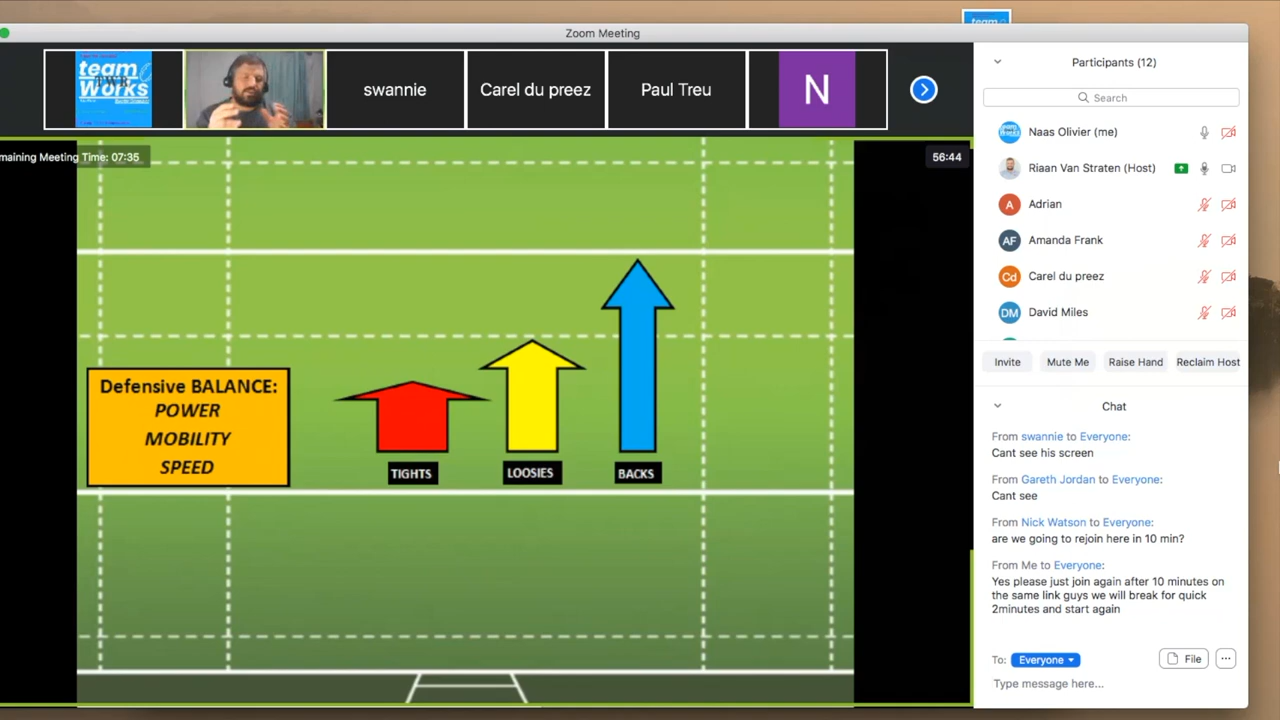 team
Zoom Meeting
team
TWR
Works
swannie
Carel du preez
Paul Treu
N
Participants (12)
Search
Naas Olivier (me)
Riaan Van Straten (Host)
A
Adrian
AF
Amanda Frank
Cd
Carel du preez
DM
David Miles
Invite
Mute Me
Raise Hand
Reclaim Host
maining Meeting Time: 07:35
56:44
Defensive BALANCE:
POWER
MOBILITY
SPEED
TIGHTS
LOOSIES
BACKS
Chat
From swannie to Everyone:
Cant see his screen
From Gareth Jordan to Everyone:
Cant see
From Nick Watson to Everyone:
are we going to rejoin here in 10 min?
From Me to Everyone:
Yes please just join again after 10 minutes on
the same link guys we will break for quick
2minutes and start again
To: Everyone
File
Type message here...